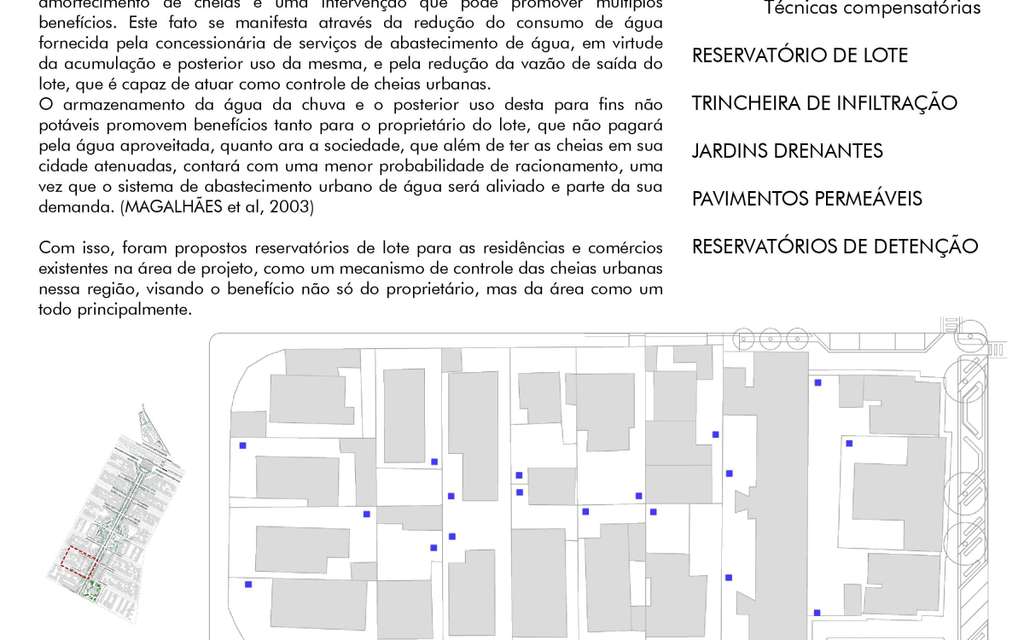 amortecimento de cheias é uma intervenção que pode promover múltiplos
benefícios. Este fato se manifesta através da redução do consumo de água
fornecida pela concessionária de serviços de abastecimento de água, em virtude
da acumulação e posterior uso da mesma, e pela redução da vazão de saída do
lote, que é capaz de atuar como controle de cheias urbanas.
O armazenamento da água da chuva e o posterior uso desta para fins não
potáveis promovem benefícios tanto para o proprietário do lote, que não pagará
pela água aproveitada, quanto ara a sociedade, que além de ter as cheias em sua
cidade atenuadas, contará com uma menor probabilidade de racionamento, uma
vez que o sistema de abastecimento urbano de água será aliviado e parte da sua
demanda. (MAGALHÃES et al, 2003)
Com isso, foram propostos reservatórios de lote para as residências e comércios
existentes na área de projeto, como um mecanismo de controle das cheias urbanas
nessa região, visando o benefício não só do proprietário, mas da área como um
todo principalmente.
Técnicas compensatórias
RESERVATÓRIO DE LOTE
TRINCHEIRA DE INFILTRAÇÃO
JARDINS DRENANTES
PAVIMENTOS PERMEÁVEIS
RESERVATÓRIOS DE DETENÇÃO